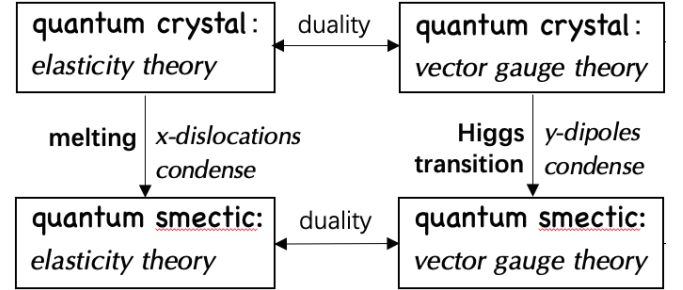 quantum crystal:
elasticity theory
duality
quantum crystal:
vector gauge theory
melting
x-dislocations
condense
Higgs
transition
y-dipoles
condense
quantum smectic:
elasticity theory
duality
quantum smectic:
vector gauge theory